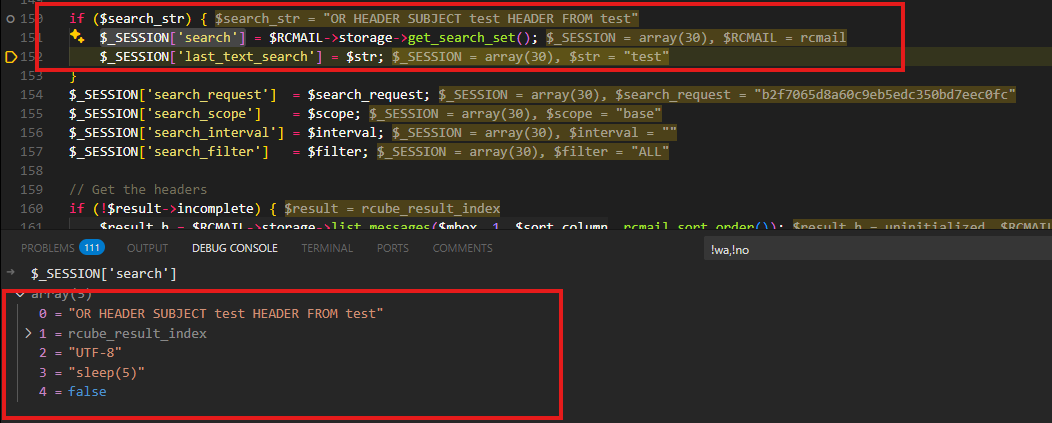 149
150 if ($search_str) { $search_str = "OR HEADER SUBJECT test HEADER FROM test"
151 $_SESSION['search'] = $RCMAIL->storage->get_search_set(); $_SESSION = array(30), $RCMAIL = rcmail
152 $_SESSION['last_text_search'] = $str; $_SESSION = array(30), $str = "test"
153 }
154 $_SESSION['search_request'] = $search_request; $_SESSION = array(30), $search_request = "b2f7065d8a60c9eb5edc350bd7eec0fc"
155 $_SESSION['search_scope'] = $scope; $_SESSION = array(30), $scope = "base"
156 $_SESSION['search_interval'] = $interval; $_SESSION = array(30), $interval = ""
157 $_SESSION['search_filter'] = $filter; $_SESSION = array(30), $filter = "ALL"
158
159 // Get the headers
160 if (!$result->incomplete) { $result = rcube_result_index
161 $result_h = $RCMAIL->storage->list_messages($mbox, 1, $sort_column, rcmail_sort_order()); $result_h = uninitialized, $RCMAIL
PROBLEMS 111 OUTPUT DEBUG CONSOLE TERMINAL PORTS COMMENTS !wa,!no
$_SESSION['search']
array(5)
0 = "OR HEADER SUBJECT test HEADER FROM test"
1 = rcube_result_index
2 = "UTF-8"
3 = "sleep(5)"
4 = false